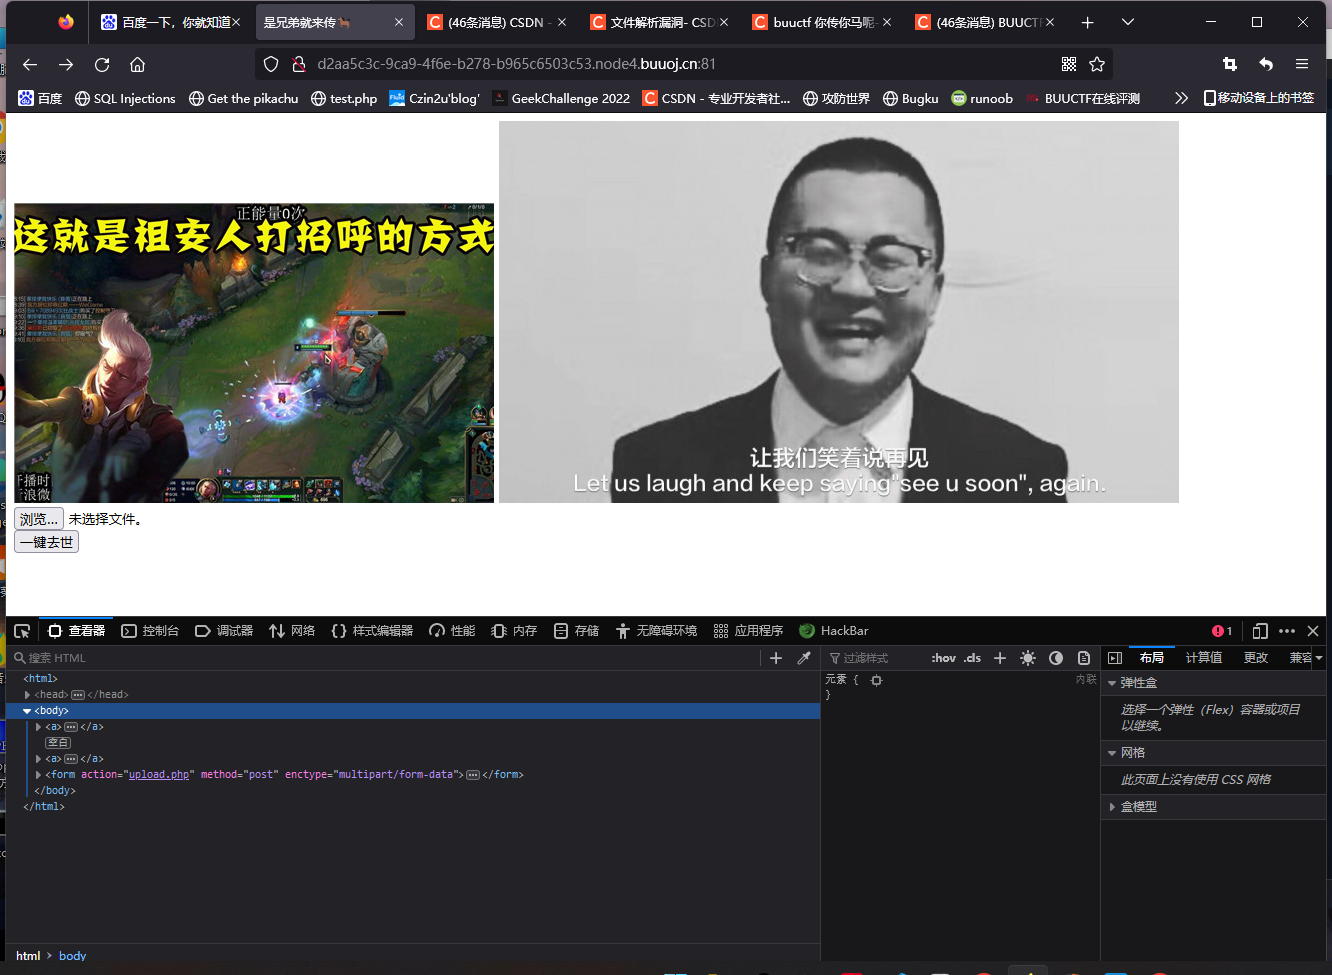 百度一下，你就知道
是兄弟就来传🐎
(46条消息) CSDN -
文件解析漏洞- CSD
buuctf 你传你马呢-
(46条消息) BUUCTF
d2aa5c3c-9ca9-4f6e-b278-b965c6503c53.node4.buuoj.cn:81
百度
SQL Injections
Get the pikachu
test.php
Czin2u'blog'
GeekChallenge 2022
CSDN - 专业开发者社...
攻防世界
Bugku
runoob
BUUCTF在线评测
移动设备上的书签
正能量0次
这就是祖安人打招呼的方式
开播时
新浪微
让我们笑着说再见
Let us laugh and keep saying"see u soon", again.
浏览... 未选择文件。
一键去世
查看器 控制台 调试器 网络 样式编辑器 性能 内存 存储 无障碍环境 应用程序 HackBar 1
搜索 HTML
过滤样式 :hov .cls
布局 计算值 更改 兼容
<html>
<head></head>
<body>
<a></a>
空白
<a></a>
<form action="upload.php" method="post" enctype="multipart/form-data"></form>
</body>
</html>
元素 { 内联
}
弹性盒
选择一个弹性（Flex）容器或项目
以继续。
网格
此页面上没有使用 CSS 网格
盒模型
html > body